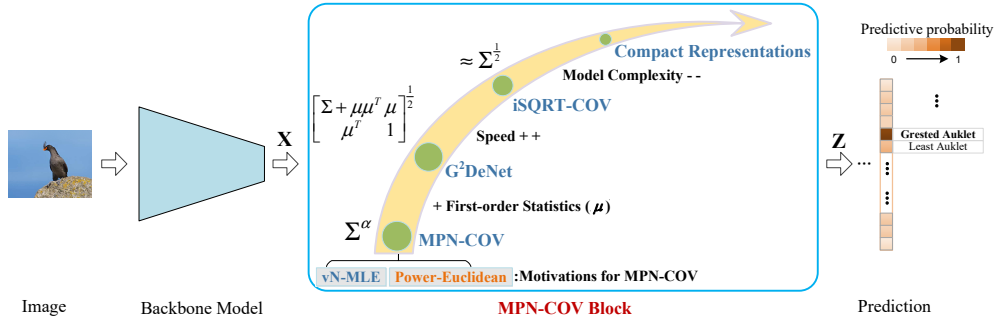 Predictive probability
0 1
Compact Representations
≈ Σ^{1/2}
Model Complexity - -
iSQRT-COV
[Σ + μμ^T μ
μ^T 1]^{1/2}
Speed + +
X
Z
Grested Auklet
Least Auklet
G²DeNet
+ First-order Statistics ( μ )
Σ^α
MPN-COV
vN-MLE Power-Euclidean :Motivations for MPN-COV
Image Backbone Model MPN-COV Block Prediction